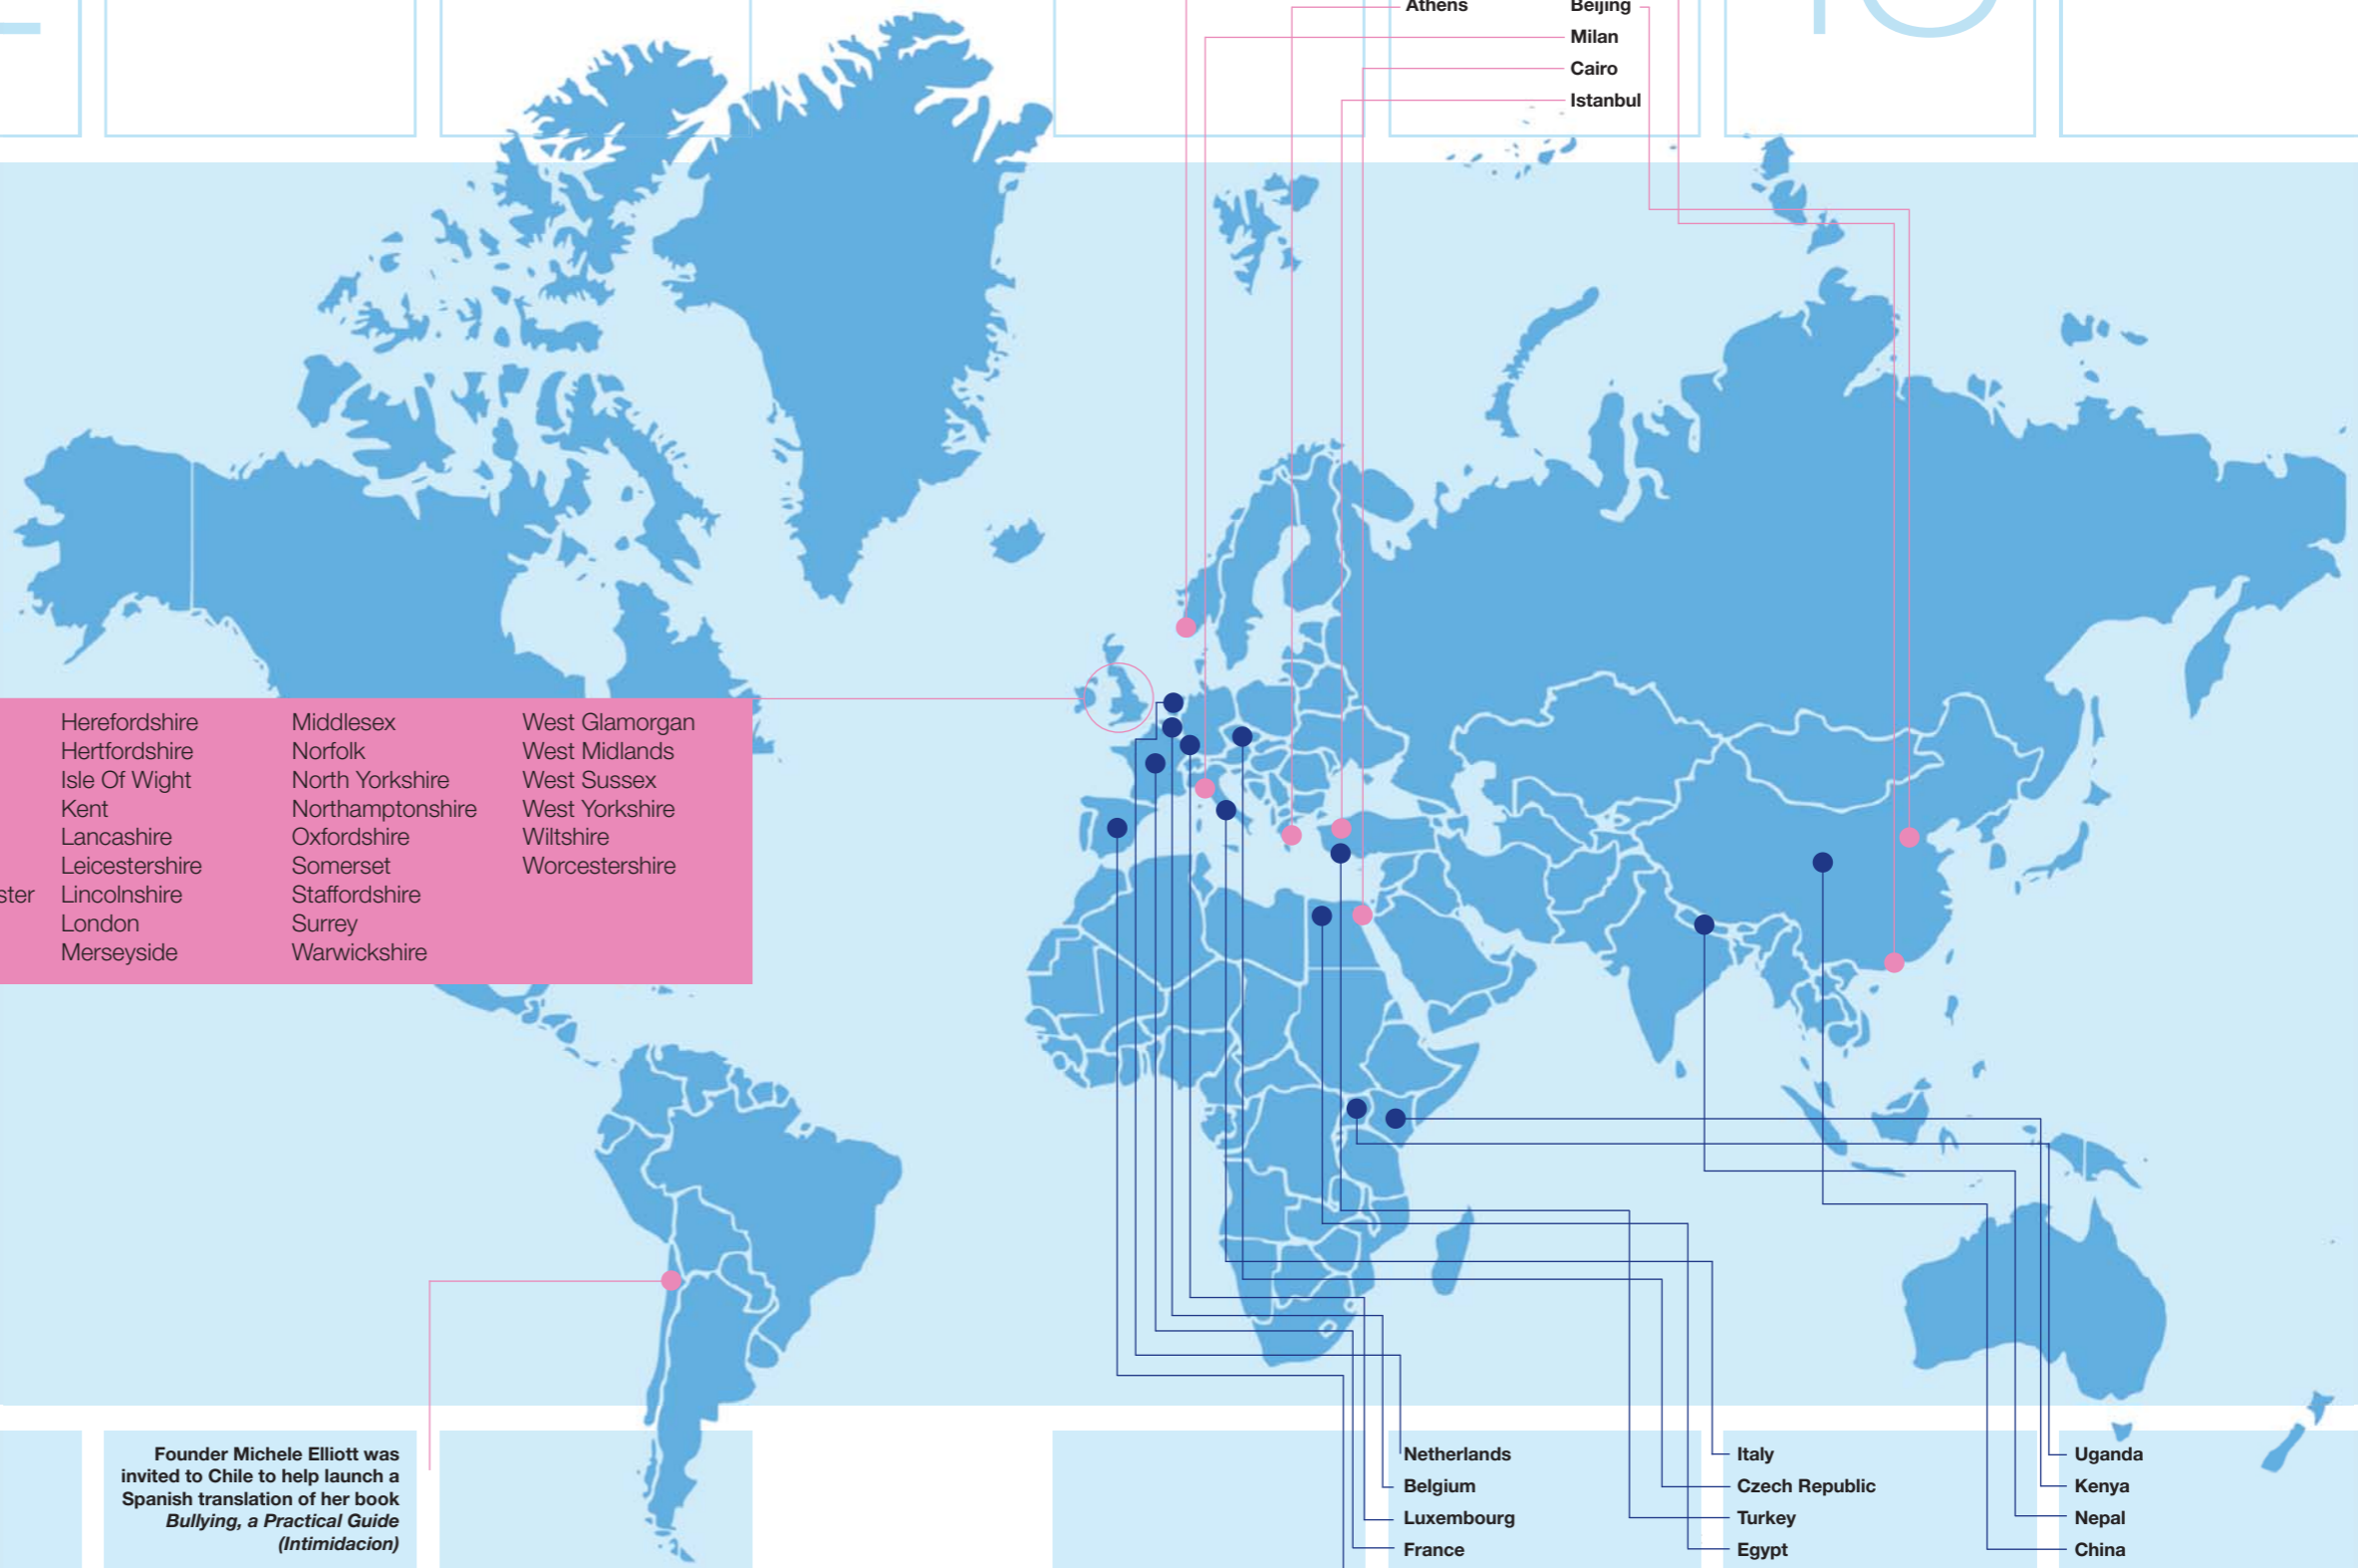 Athens
Beijing
Milan
Cairo
Istanbul
Herefordshire
Hertfordshire
Isle Of Wight
Kent
Lancashire
Leicestershire
ster Lincolnshire
London
Merseyside
Middlesex
Norfolk
North Yorkshire
Northamptonshire
Oxfordshire
Somerset
Staffordshire
Surrey
Warwickshire
West Glamorgan
West Midlands
West Sussex
West Yorkshire
Wiltshire
Worcestershire
Founder Michele Elliott was
invited to Chile to help launch a
Spanish translation of her book
Bullying, a Practical Guide
(Intimidacion)
Netherlands
Belgium
Luxembourg
France
Italy
Czech Republic
Turkey
Egypt
Uganda
Kenya
Nepal
China